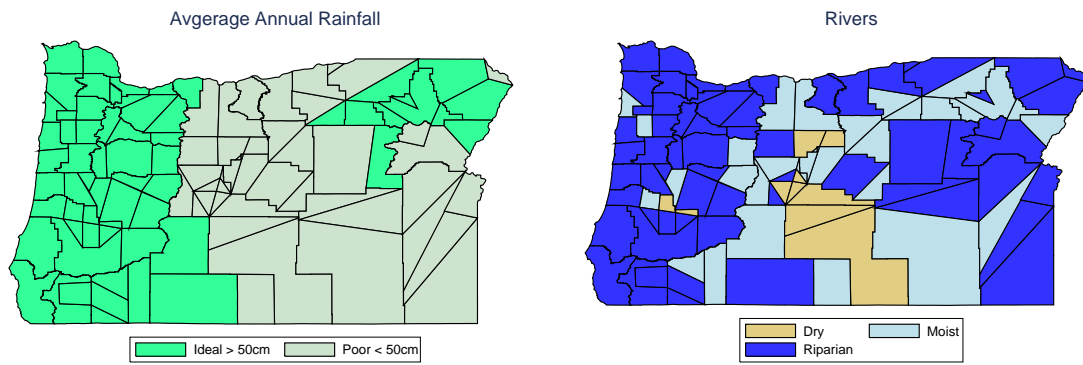 Avgerage Annual Rainfall
Ideal > 50cm
Poor < 50cm
Rivers
Dry
Moist
Riparian